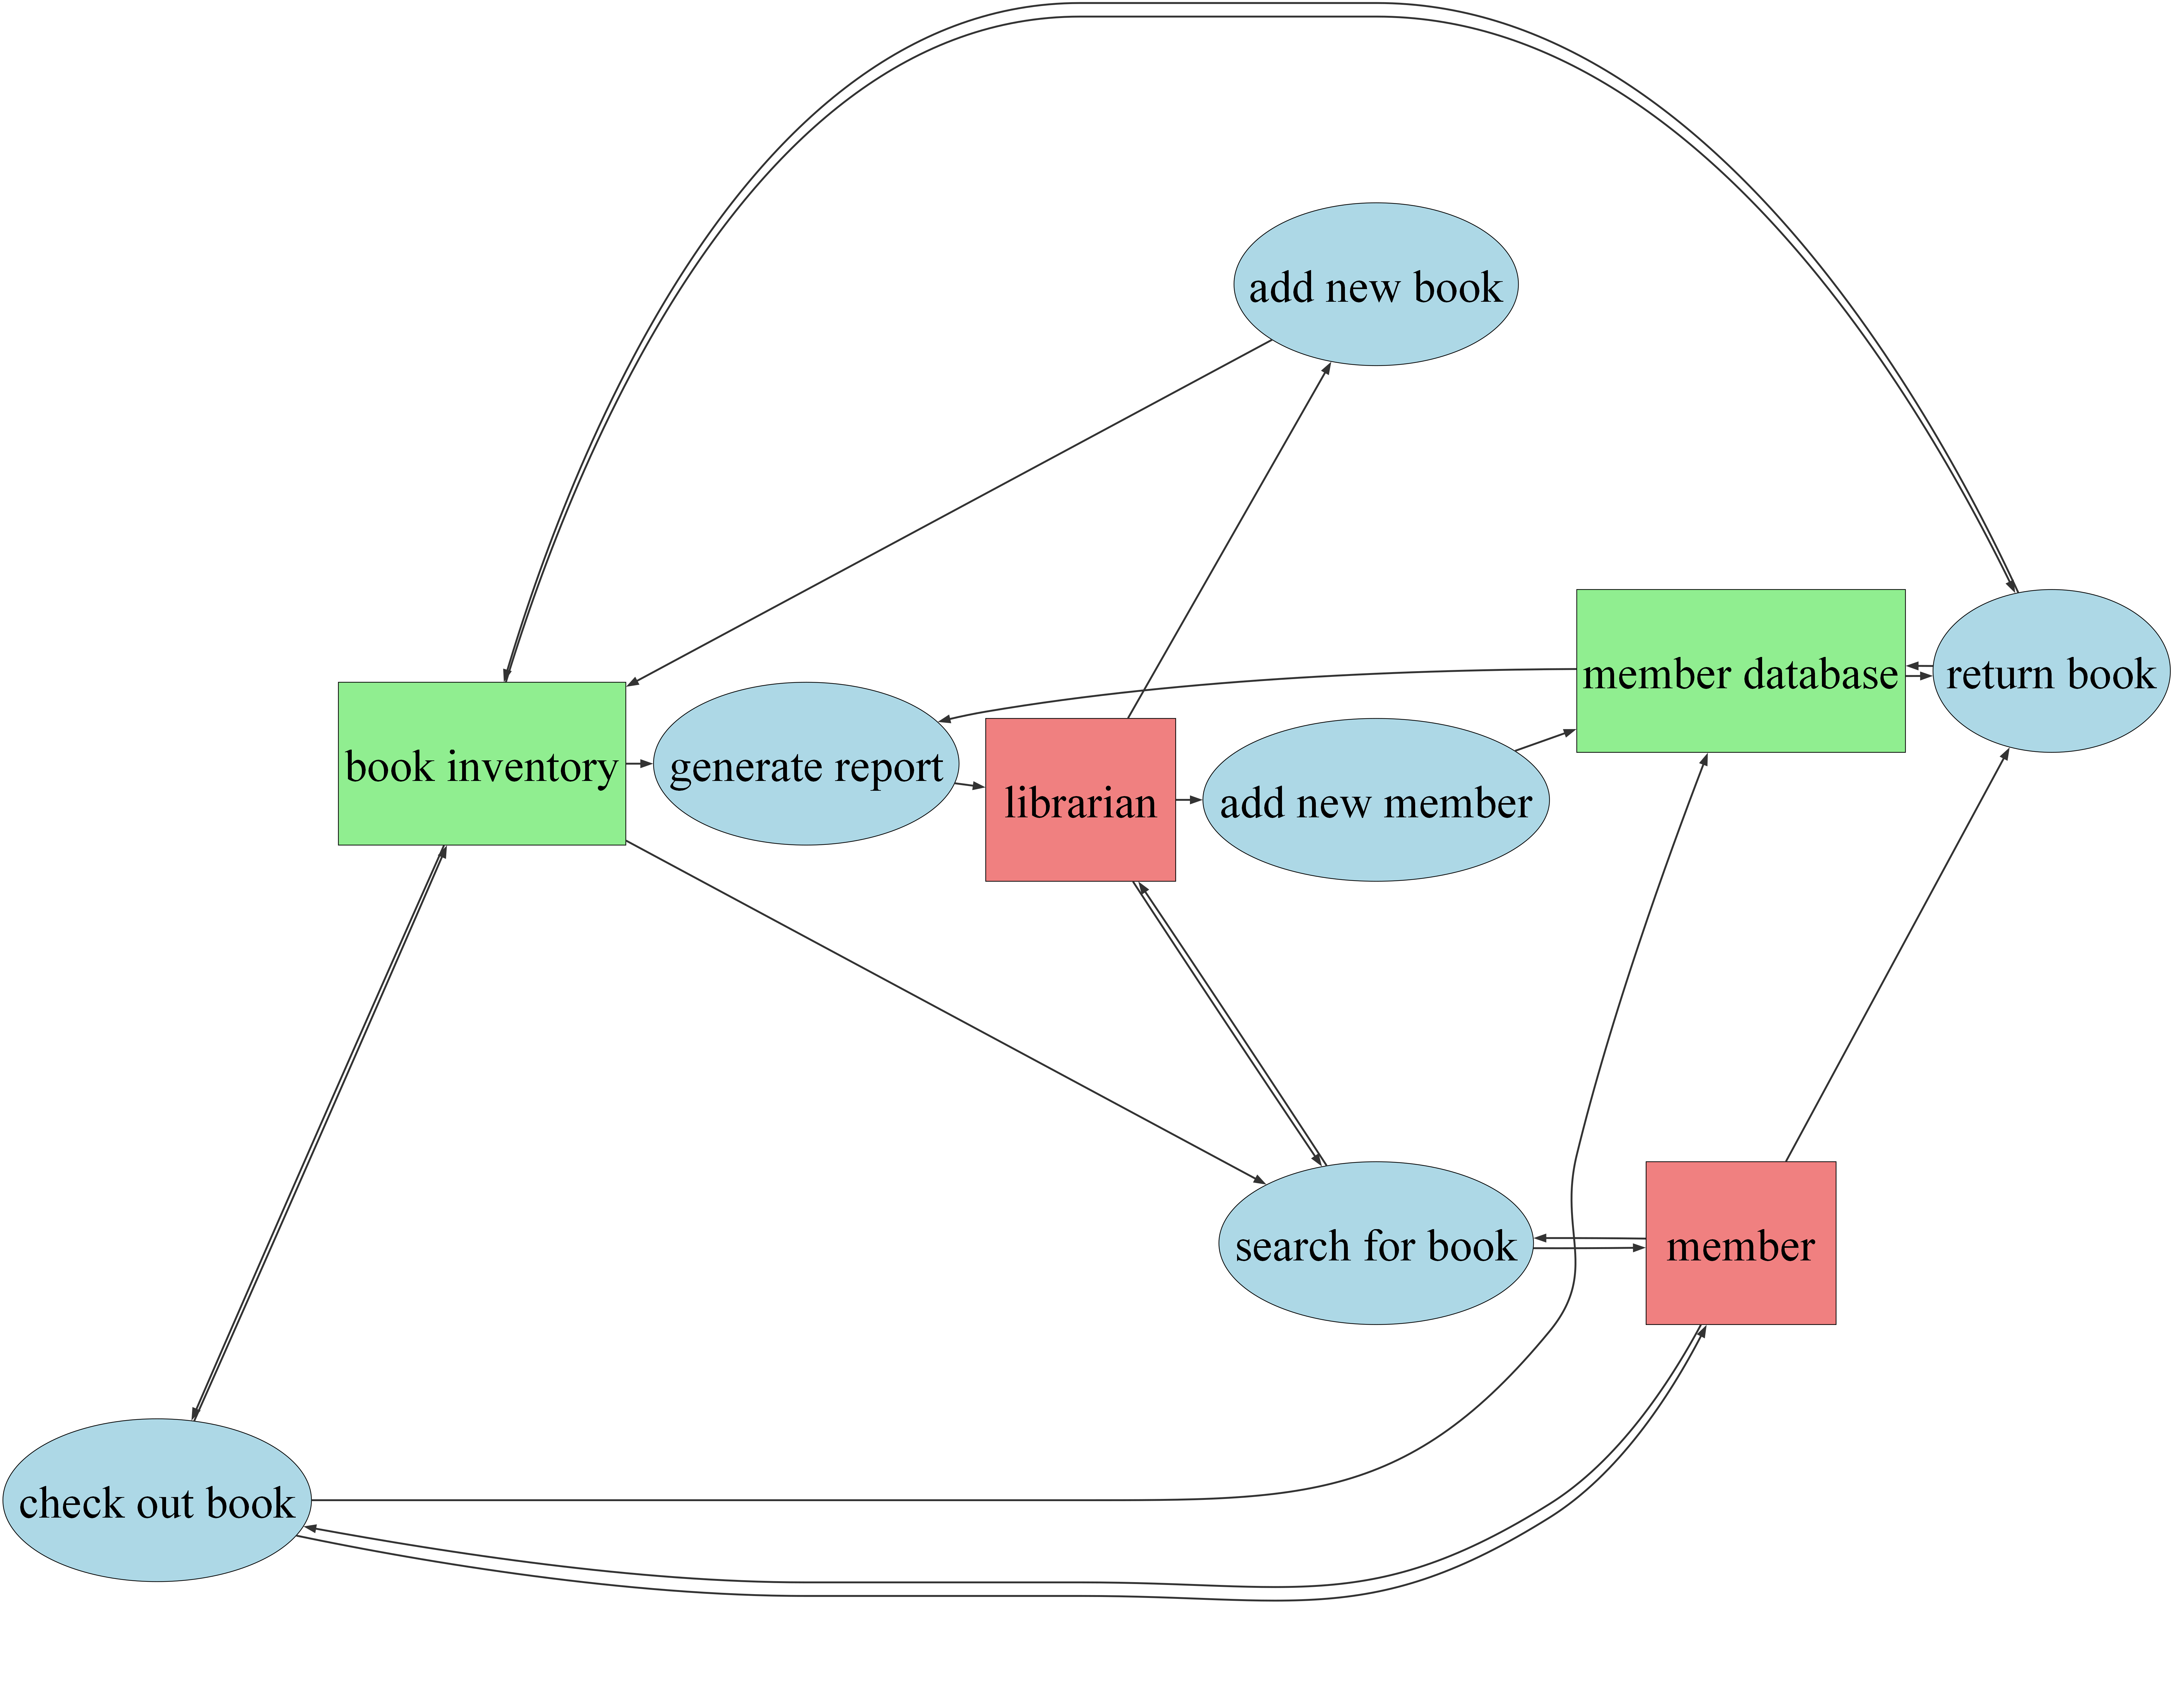 add new book
member database
return book
book inventory
generate report
librarian
add new member
search for book
member
check out book